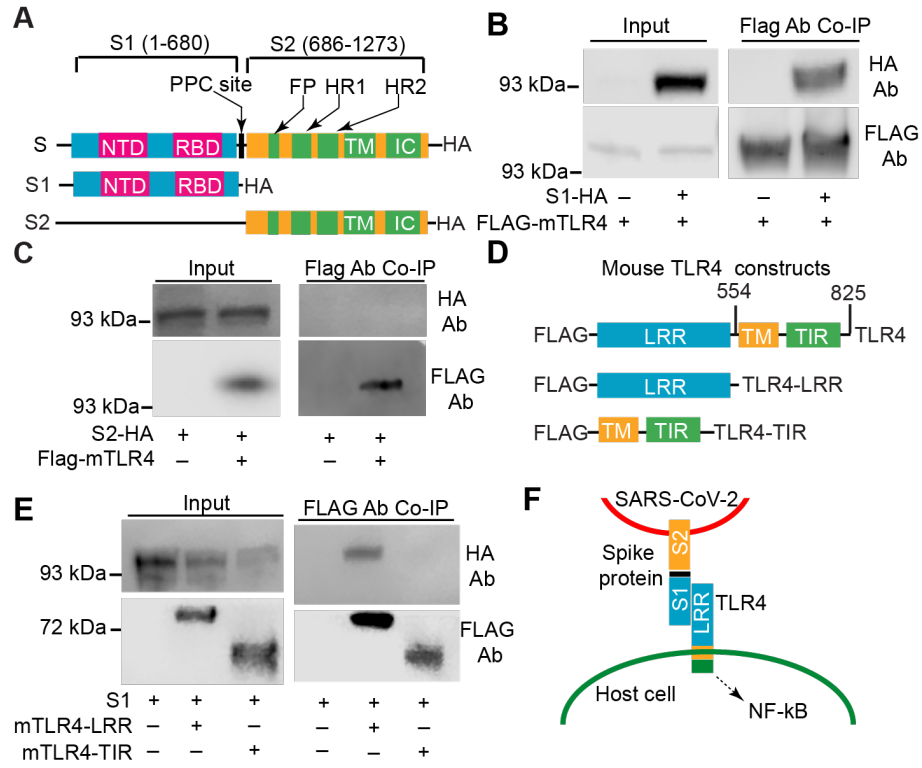 A
S1 (1-680)
S2 (686-1273)
PPC site
FP
HR1
HR2
S
NTD
RBD
TM
IC
HA
S1
NTD
RBD
HA
S2
TM
IC
HA
B
Input
Flag Ab Co-IP
93 kDa
HA
Ab
93 kDa
FLAG
Ab
S1-HA – + – +
FLAG-mTLR4 + + + +
C
Input
Flag Ab Co-IP
93 kDa
HA
Ab
93 kDa
FLAG
Ab
S2-HA + + + +
Flag-mTLR4 – + – +
D
Mouse TLR4 constructs
554
825
FLAG
LRR
TM
TIR
TLR4
FLAG
LRR
TLR4-LRR
FLAG
TM
TIR
TLR4-TIR
E
Input
FLAG Ab Co-IP
93 kDa
HA
Ab
72 kDa
FLAG
Ab
S1 + + + + + +
mTLR4-LRR – + – – + –
mTLR4-TIR – – + – – +
F
SARS-CoV-2
S2
Spike
protein
S1
LRR
TLR4
Host cell
NF-kB